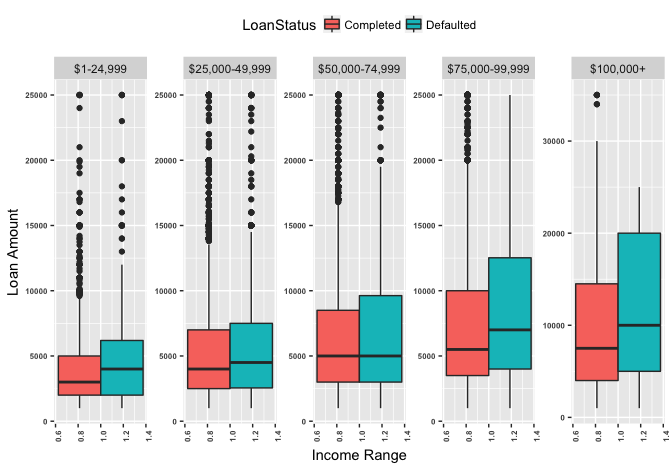 LoanStatus Completed Defaulted
$1-24,999 $25,000-49,999 $50,000-74,999 $75,000-99,999 $100,000+
25000 25000 25000 25000
30000
20000 20000 20000 20000
20000
15000 15000 15000 15000
Loan Amount
10000 10000 10000 10000 10000
5000 5000 5000 5000
0 0 0 0 0
0.6 0.8 1.0 1.2 1.4 0.6 0.8 1.0 1.2 1.4 0.6 0.8 1.0 1.2 1.4 0.6 0.8 1.0 1.2 1.4 0.6 0.8 1.0 1.2 1.4
Income Range